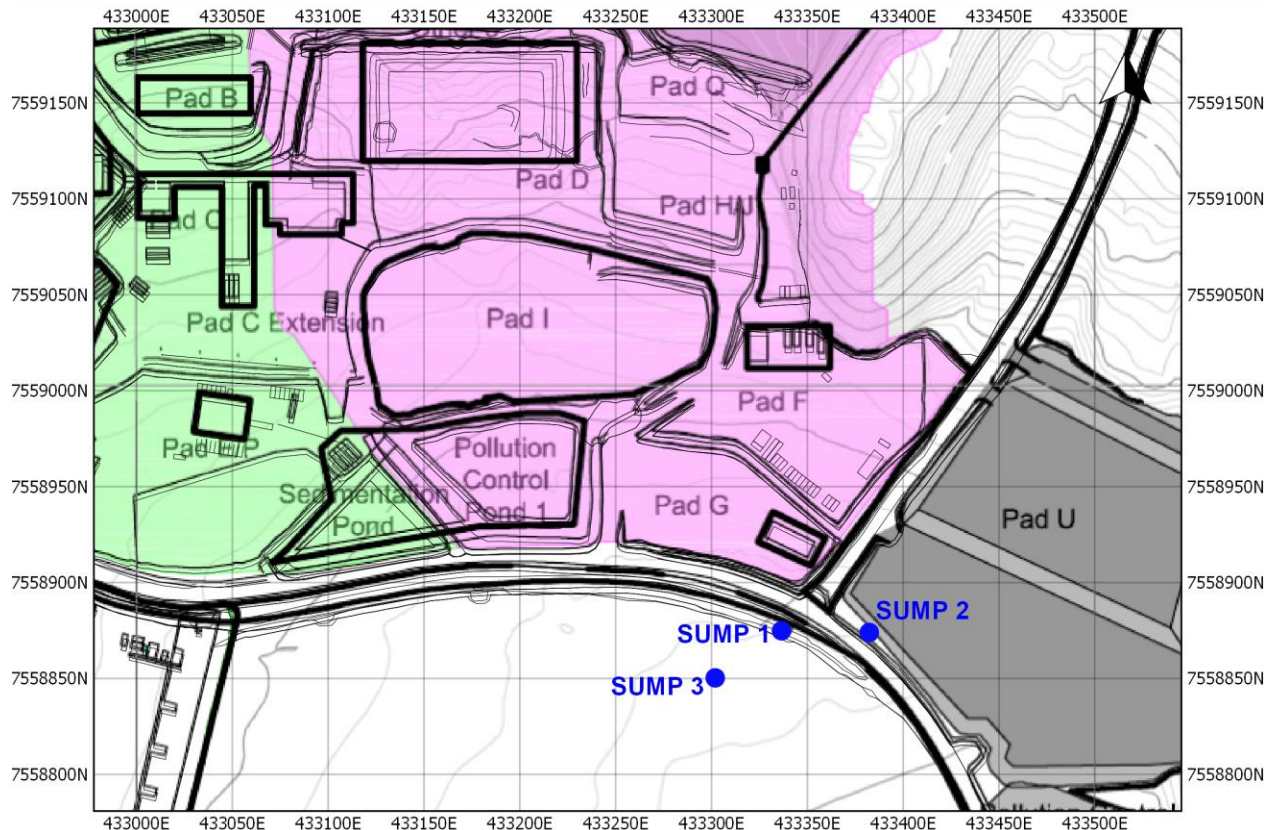 433000E 433050E 433100E 433150E 433200E 433250E 433300E 433350E 433400E 433450E 433500E
7559150N
7559150N
Pad B
Pad Q
Pad D
7559100N
7559100N
Pad H/J
Pad C
7559050N
7559050N
Pad I
Pad C Extension
7559000N
7559000N
Pad F
Pollution
Control
Pond 1
7558950N
7558950N
Sedimentation
Pond
Pad G
Pad U
7558900N
7558900N
SUMP 1
SUMP 2
7558850N
7558850N
SUMP 3
7558800N
7558800N
433000E 433050E 433100E 433150E 433200E 433250E 433300E 433350E 433400E 433450E 433500E